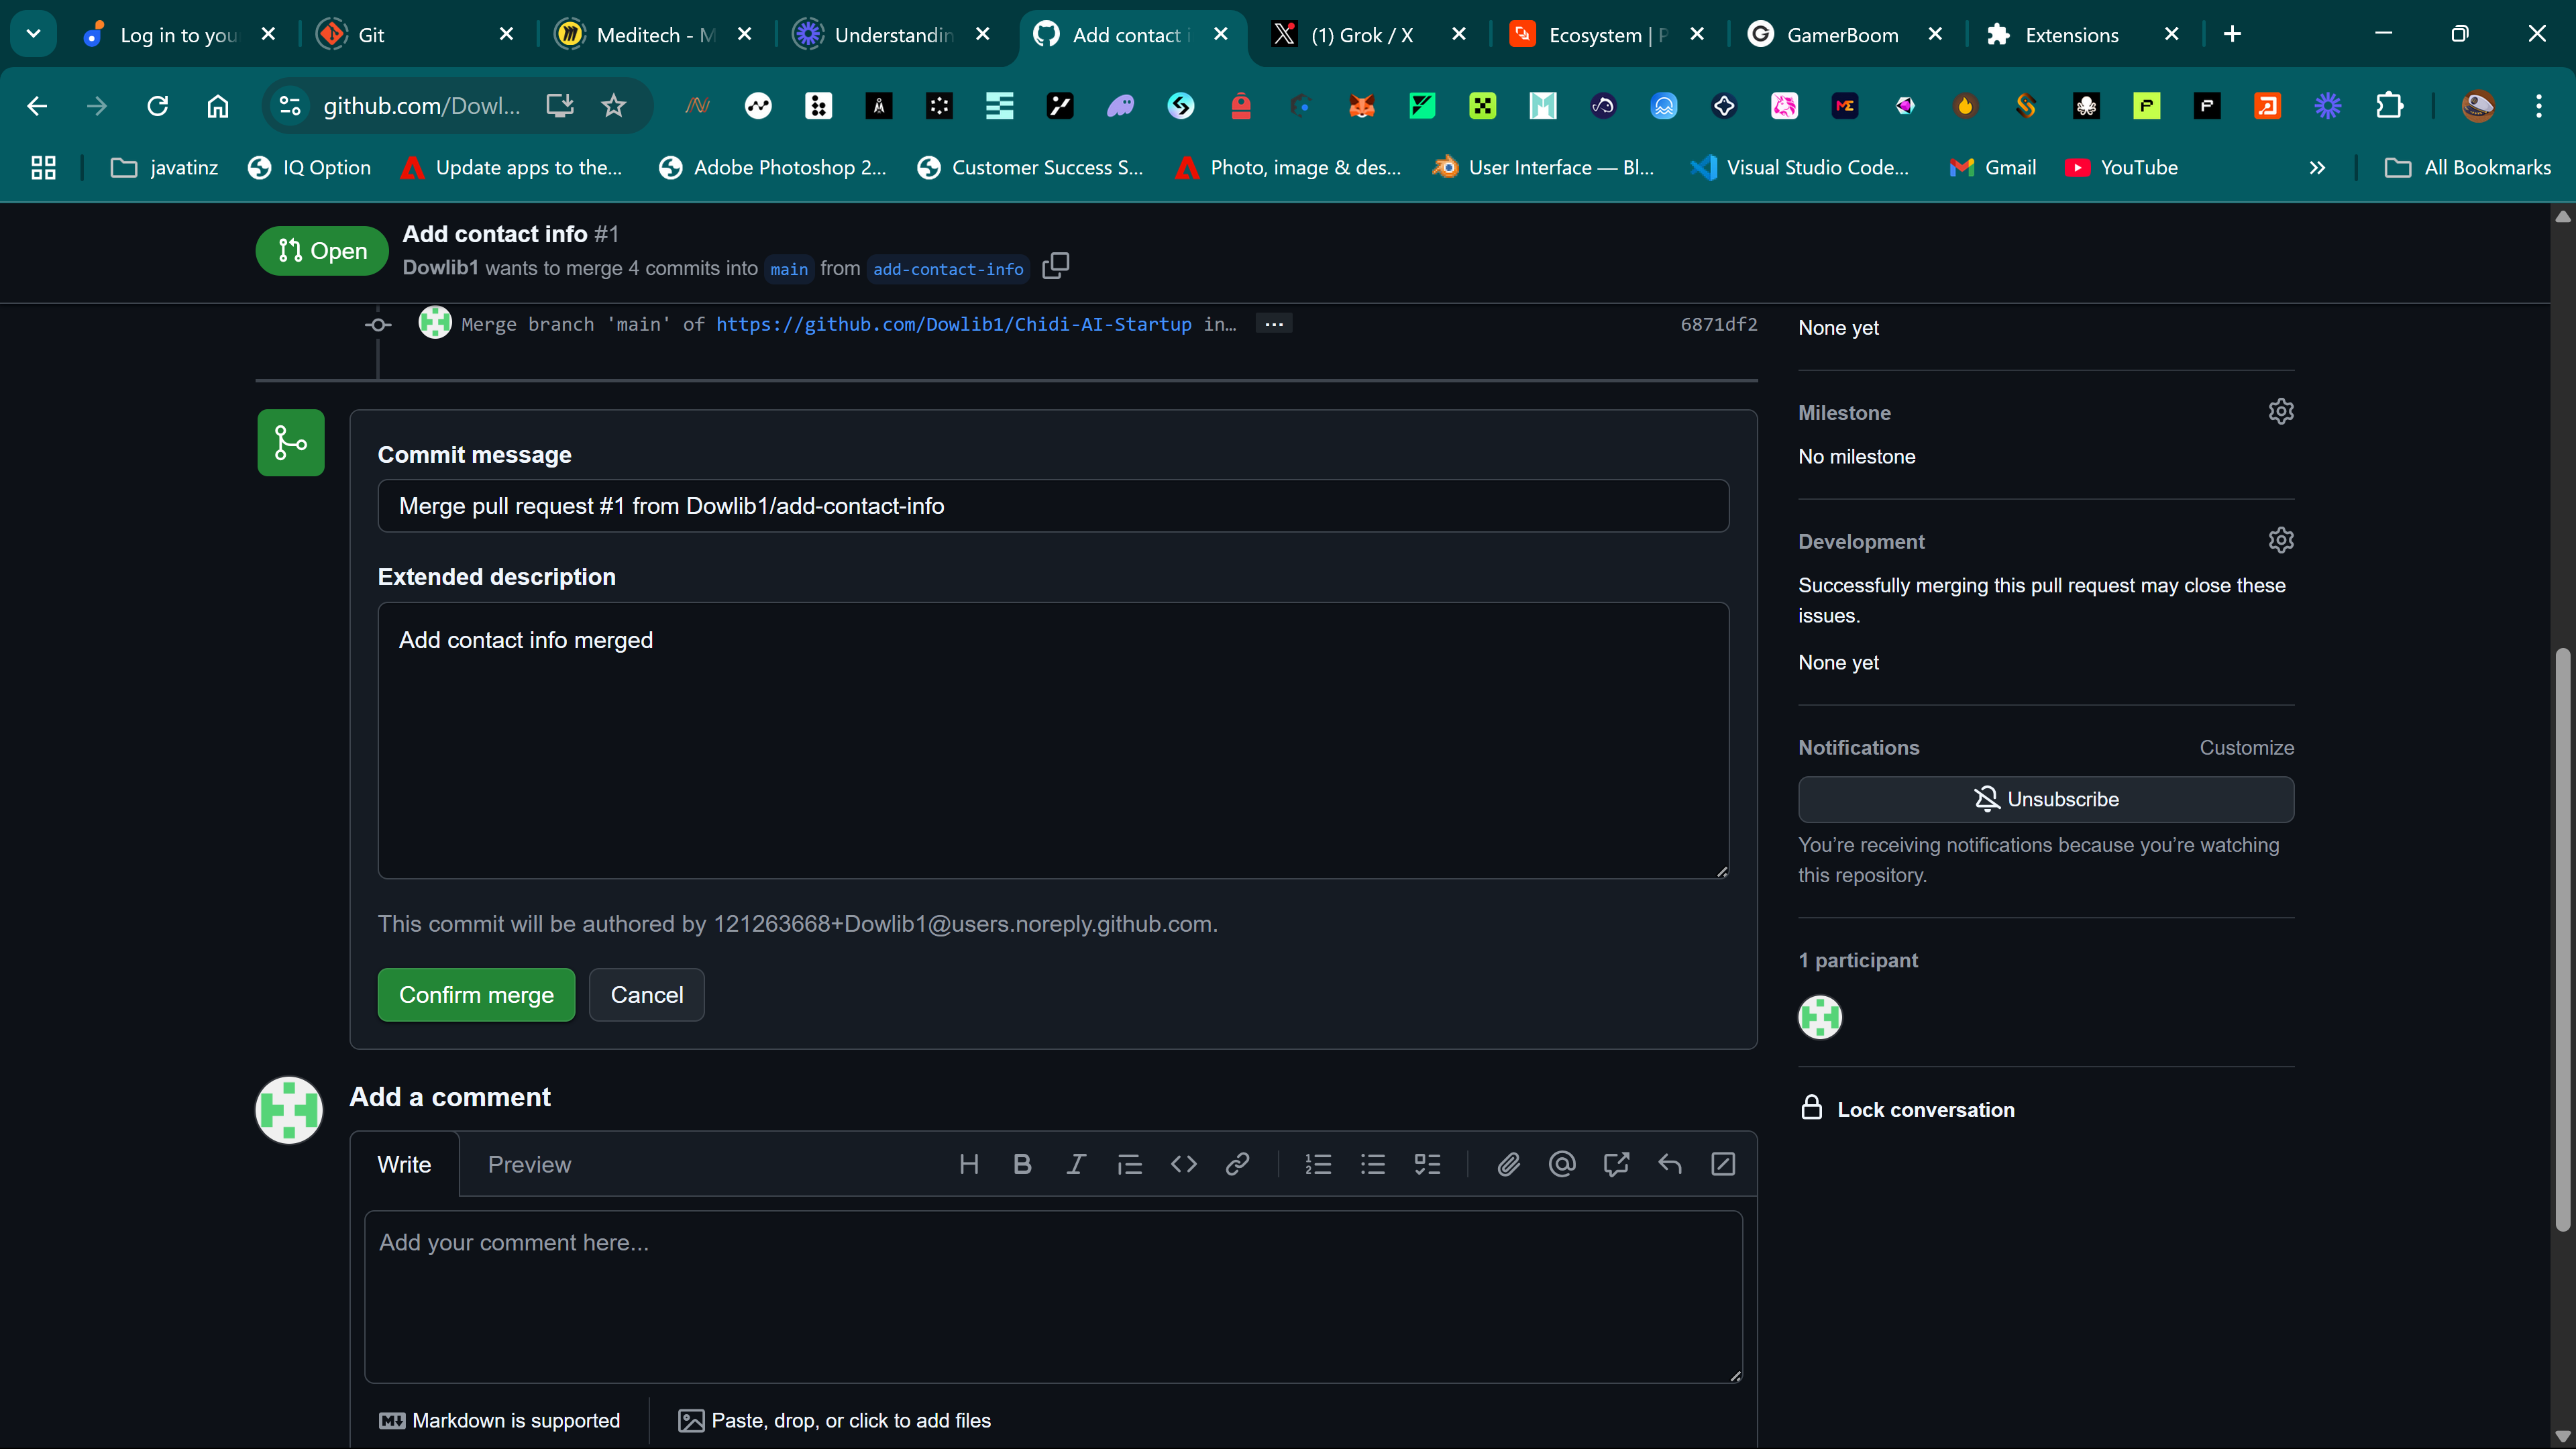 Log in to you
Git
Meditech - M
Understandin
Add contact i
(1) Grok / X
Ecosystem | P
GamerBoom
Extensions
github.com/Dowl...
javatinz
IQ Option
Update apps to the...
Adobe Photoshop 2...
Customer Success S...
Photo, image & des...
User Interface — Bl...
Visual Studio Code...
Gmail
YouTube
All Bookmarks
Open
Add contact info #1
Dowlib1 wants to merge 4 commits into main from add-contact-info
Merge branch 'main' of https://github.com/Dowlib1/Chidi-AI-Startup in…
6871df2
None yet
Commit message
Merge pull request #1 from Dowlib1/add-contact-info
Extended description
Add contact info merged
This commit will be authored by 121263668+Dowlib1@users.noreply.github.com.
Confirm merge
Cancel
Milestone
No milestone
Development
Successfully merging this pull request may close these
issues.
None yet
Notifications
Customize
Unsubscribe
You’re receiving notifications because you’re watching
this repository.
1 participant
Lock conversation
Add a comment
Write
Preview
Add your comment here...
Markdown is supported
Paste, drop, or click to add files